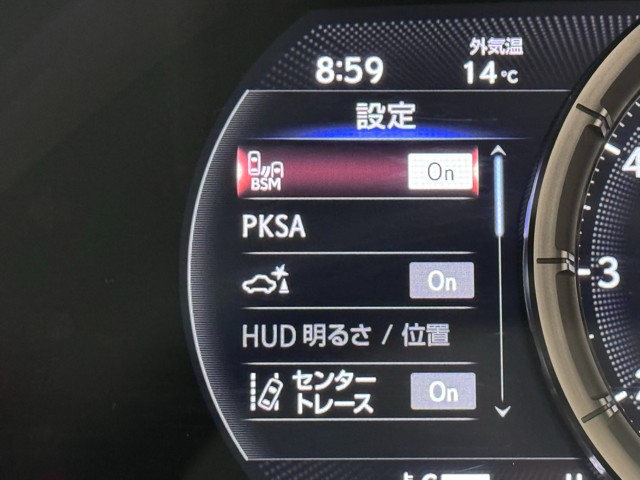 外気温
8:59 14℃
設定
BSM On
PKSA
On
HUD 明るさ / 位置
センター
トレース On
4
3